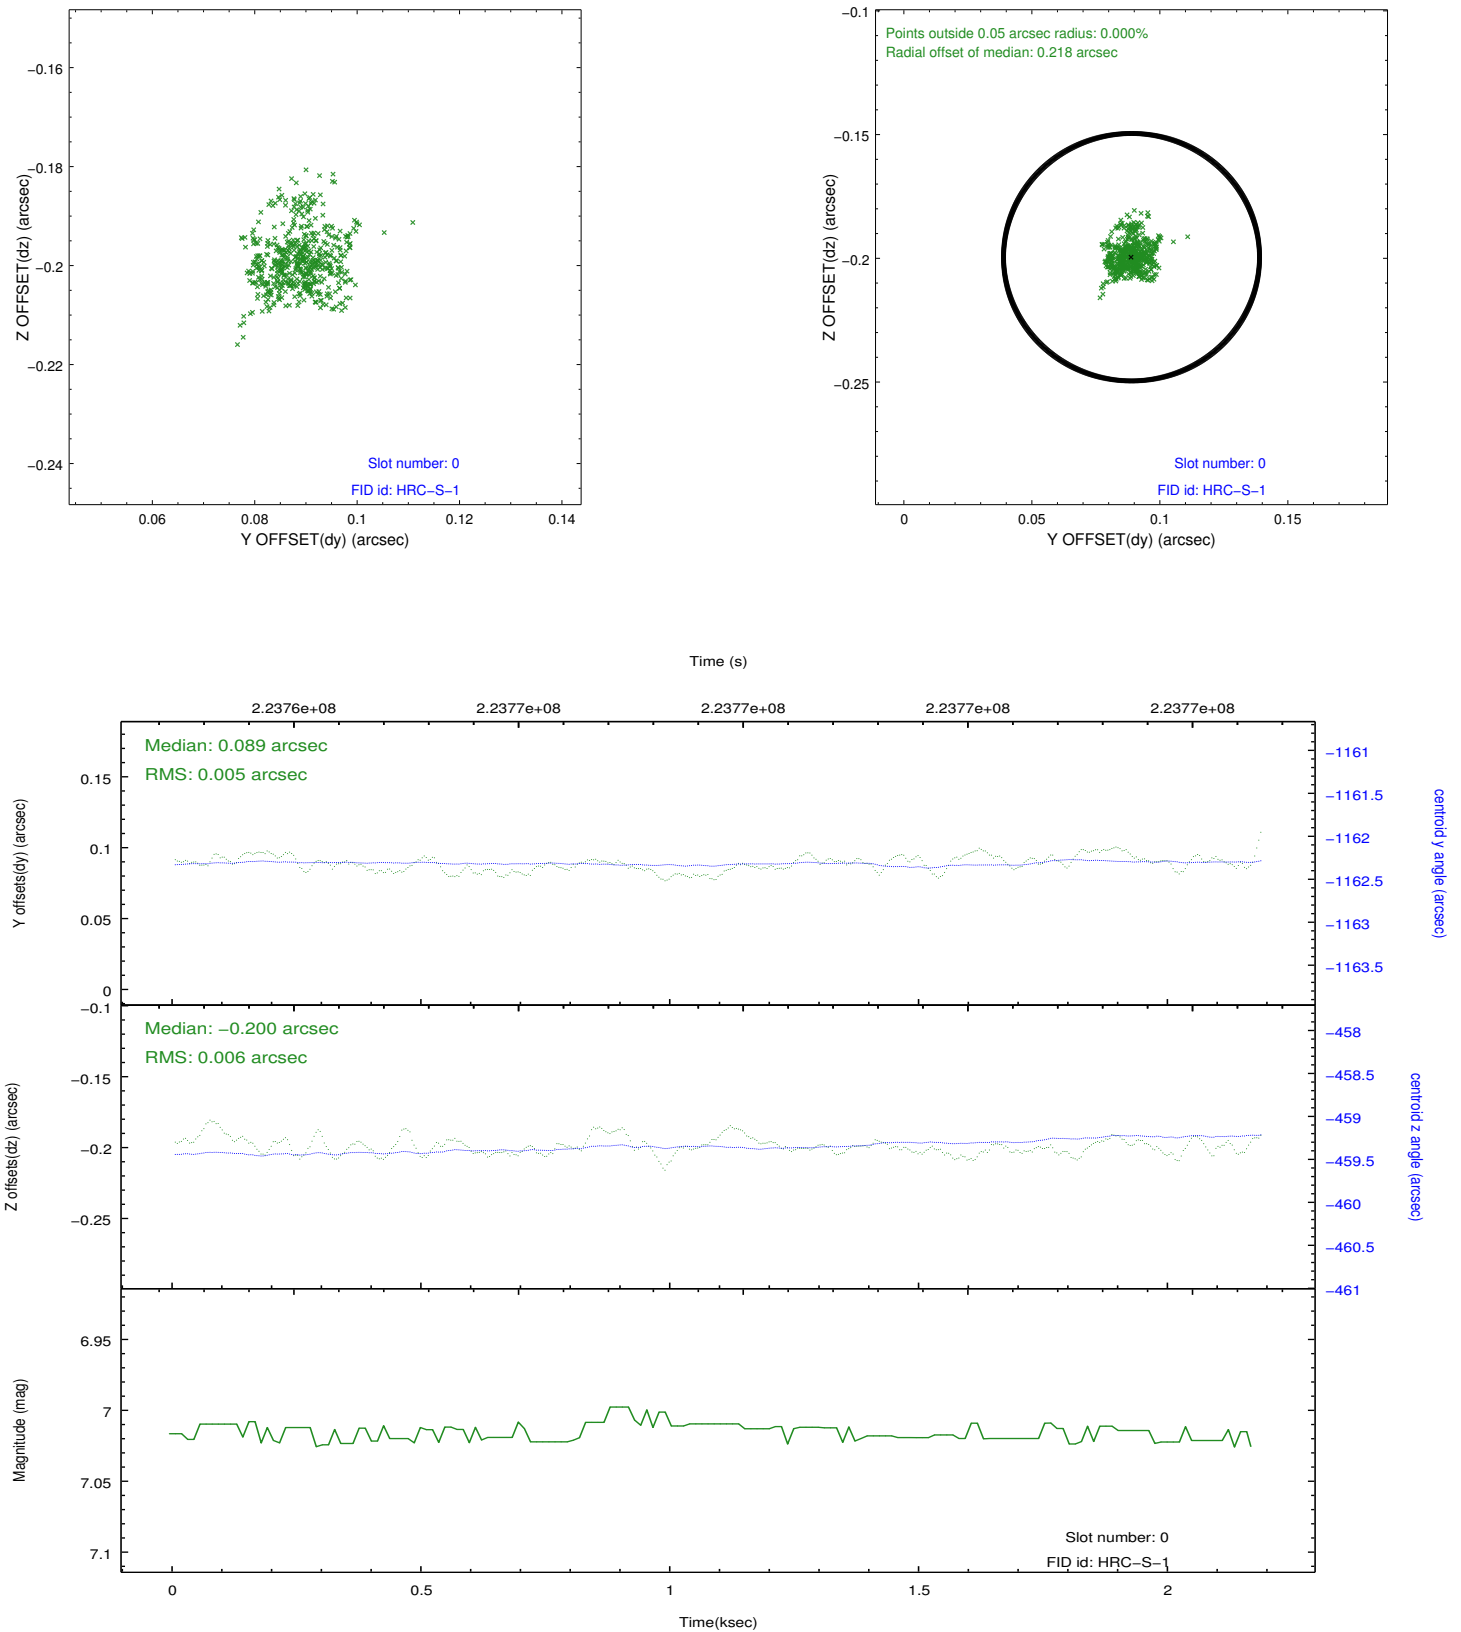 −0.16
−0.18
−0.2
−0.22
−0.24
Z OFFSET(dz) (arcsec)
Slot number: 0
FID id: HRC−S−1
0.06 0.08 0.1 0.12 0.14
Y OFFSET(dy) (arcsec)
−0.1
−0.15
−0.2
−0.25
Z OFFSET(dz) (arcsec)
Points outside 0.05 arcsec radius: 0.000%
Radial offset of median: 0.218 arcsec
Slot number: 0
FID id: HRC−S−1
0 0.05 0.1 0.15
Y OFFSET(dy) (arcsec)
Time (s)
2.2376e+08 2.2377e+08 2.2377e+08 2.2377e+08 2.2377e+08
Median: 0.089 arcsec
RMS: 0.005 arcsec
0.15
0.1
0.05
0
Y offsets(dy) (arcsec)
−1161
−1161.5
−1162
−1162.5
−1163
−1163.5
centroid y angle (arcsec)
Median: −0.200 arcsec
RMS: 0.006 arcsec
−0.1
−0.15
−0.2
−0.25
Z offsets(dz) (arcsec)
−458
−458.5
−459
−459.5
−460
−460.5
−461
centroid z angle (arcsec)
6.95
7
7.05
7.1
Magnitude (mag)
Slot number: 0
FID id: HRC−S−1
0 0.5 1 1.5 2
Time(ksec)